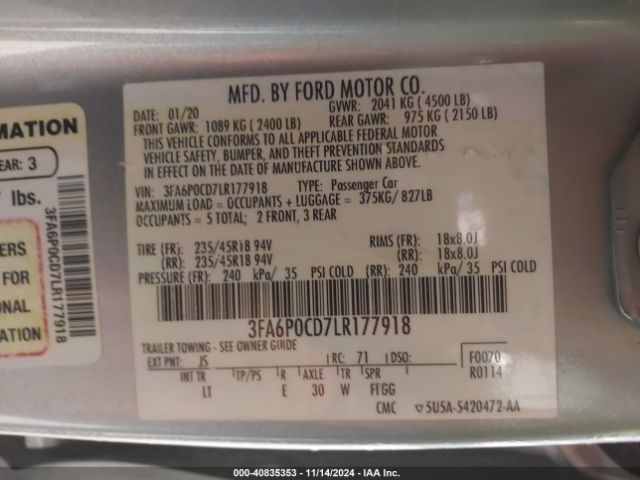 MFD. BY FORD MOTOR CO.
DATE: 01/20 GVWR: 2041 KG (4500 LB)
FRONT GAWR: 1089 KG (2400 LB) REAR GAWR: 975 KG (2150 LB)
THIS VEHICLE CONFORMS TO ALL APPLICABLE FEDERAL MOTOR
VEHICLE SAFETY, BUMPER, AND THEFT PREVENTION STANDARDS
IN EFFECT ON THE DATE OF MANUFACTURE SHOWN ABOVE.
VIN: 3FA6P0CD7LR177918 TYPE: Passenger Car
MAXIMUM LOAD = OCCUPANTS + LUGGAGE = 375KG/827LB
OCCUPANTS = 5 TOTAL; 2 FRONT, 3 REAR
TIRE (FR): 235/45R18 94V RIMS (FR): 18x8.0J
(RR): 235/45R18 94V (RR): 18x8.0J
PRESSURE (FR): 240 kPa/ 35 PSI COLD (RR): 240 kPa/35 PSI COLD
3FA6P0CD7LR177918
TRAILER TOWING - SEE OWNER GUIDE
EXT PNT: JS RC: 71 DSO: F0070
INT TR TP/PS R AXLE TR SPR R0114
LT E 30 W FTGG
CMC ▽SU5A-5420472-AA
RMATION
EAR: 3
lbs.
3FA6P0CD7LR177918
ERS
FOR
ONAL
ATION
000-40835353 - 11/14/2024 - IAA Inc.